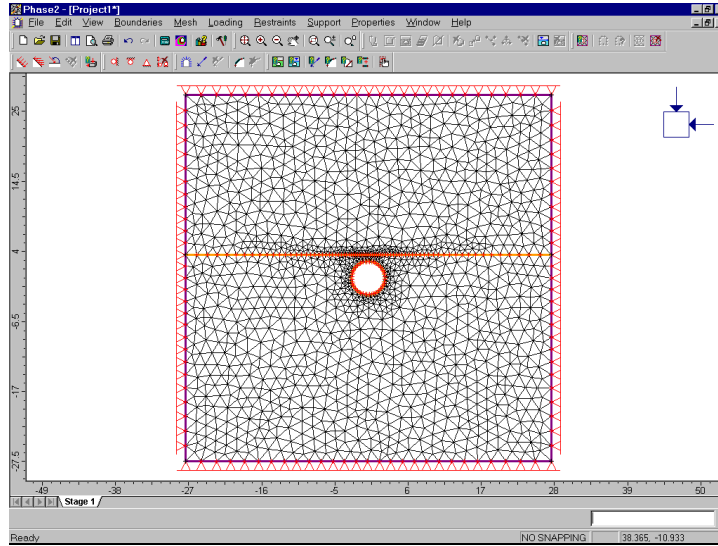 Phase2 - [Project1*]
File Edit View Boundaries Mesh Loading Restraints Support Properties Window Help
25
14.5
4
-6.5
-17
-27.5
-49 -38 -27 -16 -5 6 17 28 39 50
Stage 1
Ready NO SNAPPING 38.365, -10.933